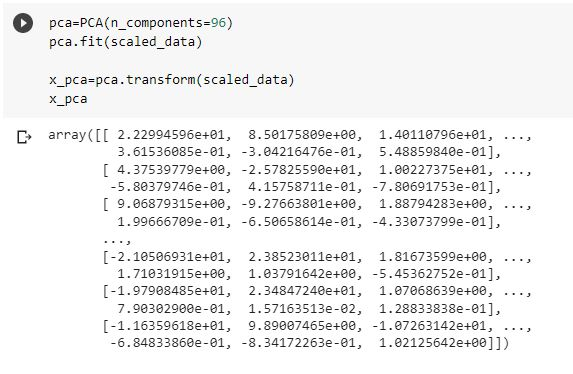 pca=PCA(n_components=96)
pca.fit(scaled_data)
x_pca=pca.transform(scaled_data)
x_pca
array([[ 2.22994596e+01,  8.50175809e+00,  1.40110796e+01, ...,
         3.61536085e-01, -3.04216476e-01,  5.48859840e-01],
       [ 4.37539779e+00, -2.57825590e+01,  1.00227375e+01, ...,
        -5.80379746e-01,  4.15758711e-01, -7.80691753e-01],
       [ 9.06879315e+00, -9.27663801e+00,  1.88794283e+00, ...,
         1.99666709e-01, -6.50658614e-01, -4.33073799e-01],
       ...,
       [-2.10506931e+01,  2.38523011e+01,  1.81673599e+00, ...,
         1.71031915e+00,  1.03791642e+00, -5.45362752e-01],
       [-1.97908485e+01,  2.34847240e+01,  1.07068639e+00, ...,
         7.90302900e-01,  1.57163513e-02,  1.28833838e-01],
       [-1.16359618e+01,  9.89007465e+00, -1.07263142e+01, ...,
        -6.84833860e-01, -8.34172263e-01,  1.02125642e+00]])